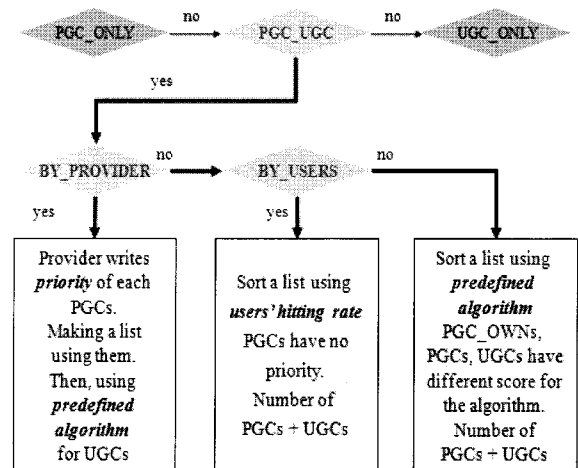 PGC_ONLY
no
PGC_UGC
no
UGC_ONLY
yes
BY_PROVIDER
no
BY_USERS
no
yes
yes
Provider writes
priority of each
PGCs.
Making a list
using them.
Then, using
predefined
algorithm
for UGCs
Sort a list using
users' hitting rate
PGCs have no
priority.
Number of
PGCs + UGCs
Sort a list using
predefined
algorithm
PGC_OWNs,
PGCs, UGCs have
different score for
the algorithm.
Number of
PGCs + UGCs